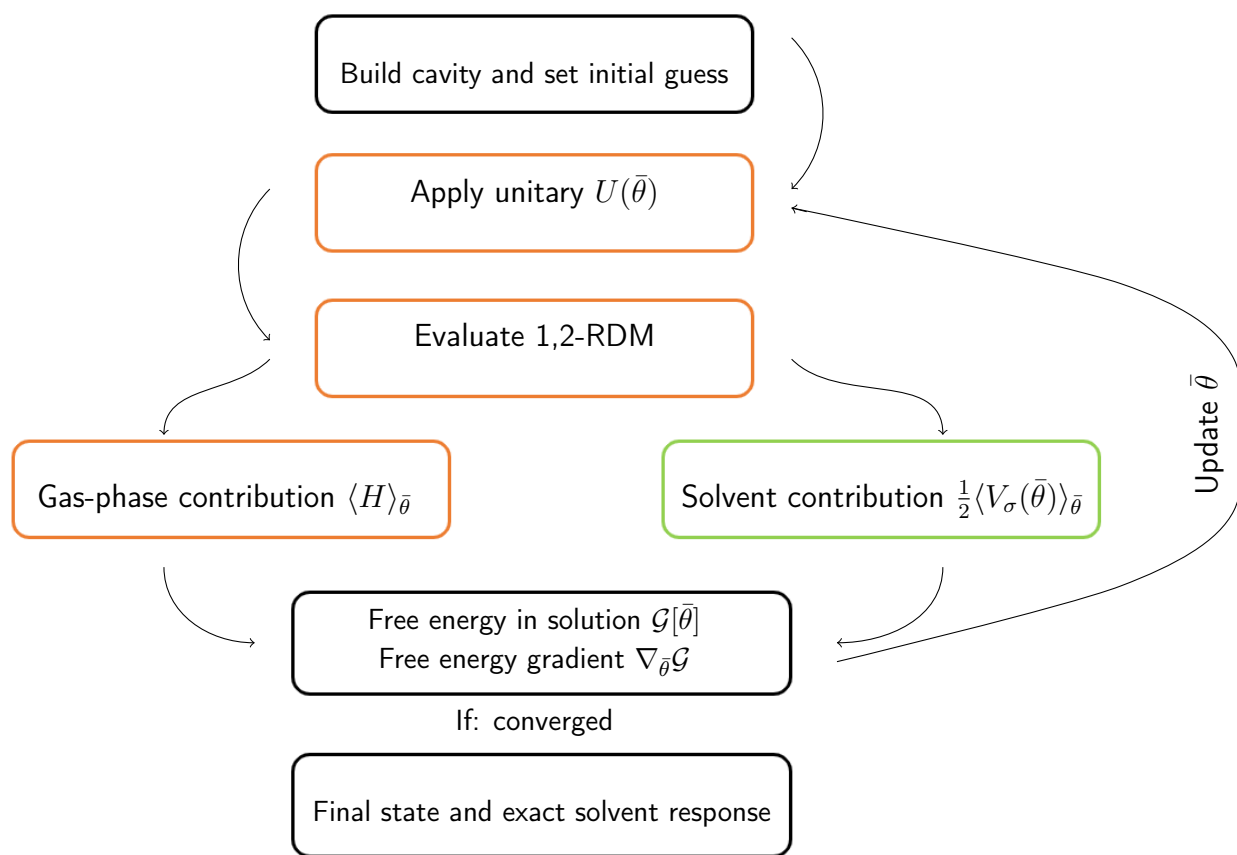 Build cavity and set initial guess
Apply unitary U(θ̄)
Evaluate 1,2-RDM
Gas-phase contribution ⟨H⟩_θ̄
Solvent contribution ½⟨V_σ(θ̄)⟩_θ̄
Update θ̄
Free energy in solution 𝒢[θ̄]
Free energy gradient ∇_θ̄𝒢
If: converged
Final state and exact solvent response